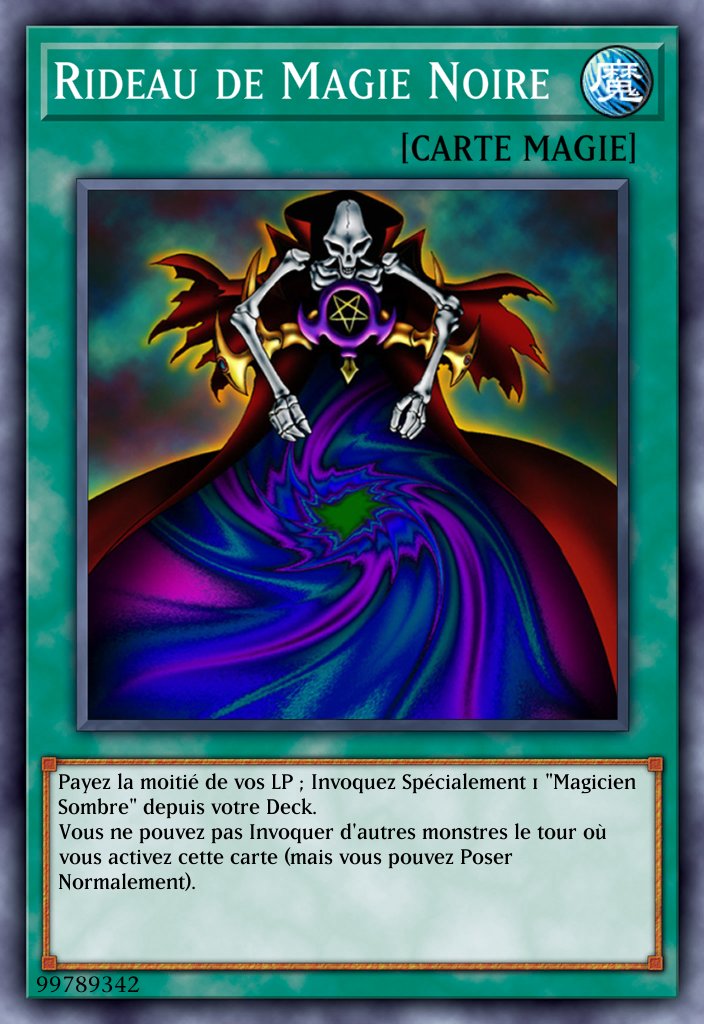 Rideau de Magie Noire 魔
[CARTE MAGIE]
Payez la moitié de vos LP ; Invoquez Spécialement 1 "Magicien
Sombre" depuis votre Deck.
Vous ne pouvez pas Invoquer d'autres monstres le tour où
vous activez cette carte (mais vous pouvez Poser
Normalement).
99789342